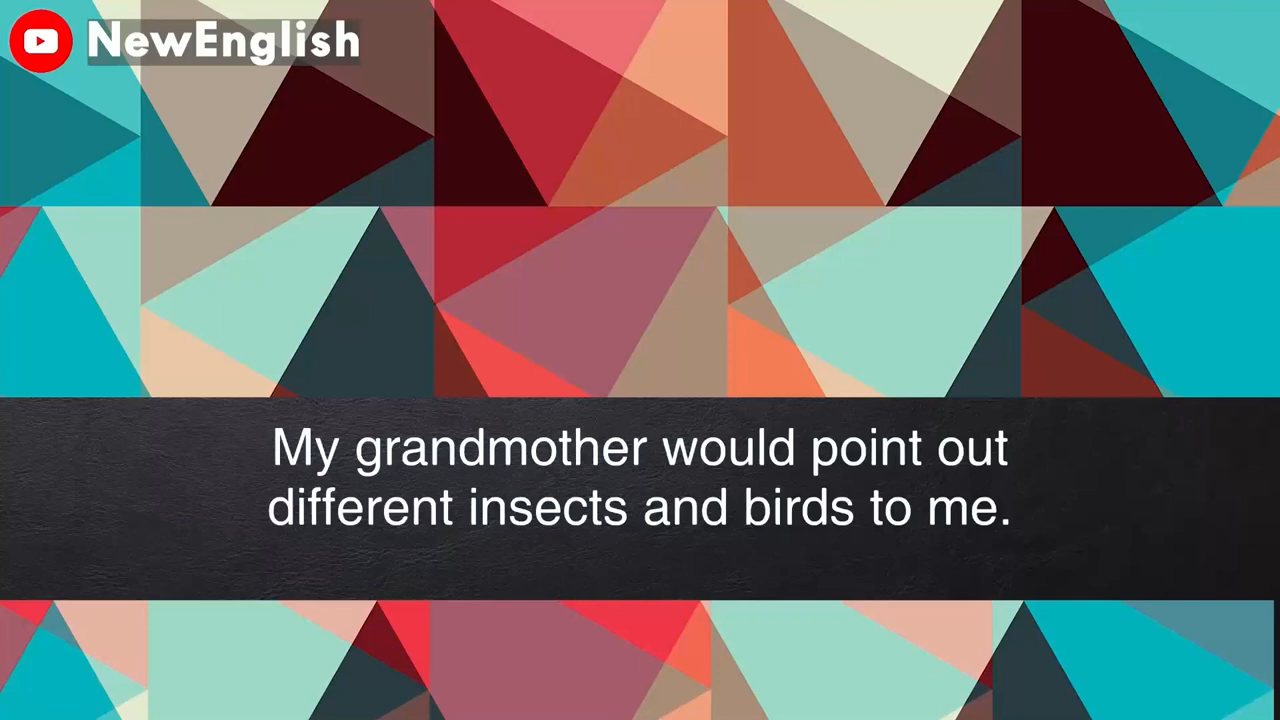 NewEnglish
My grandmother would point out
different insects and birds to me.